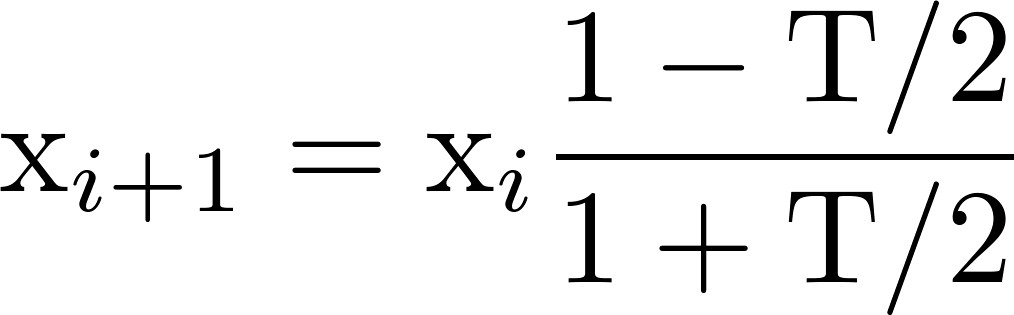 x_{i+1} = x_i \frac{1 − T/2}{1 + T/2}